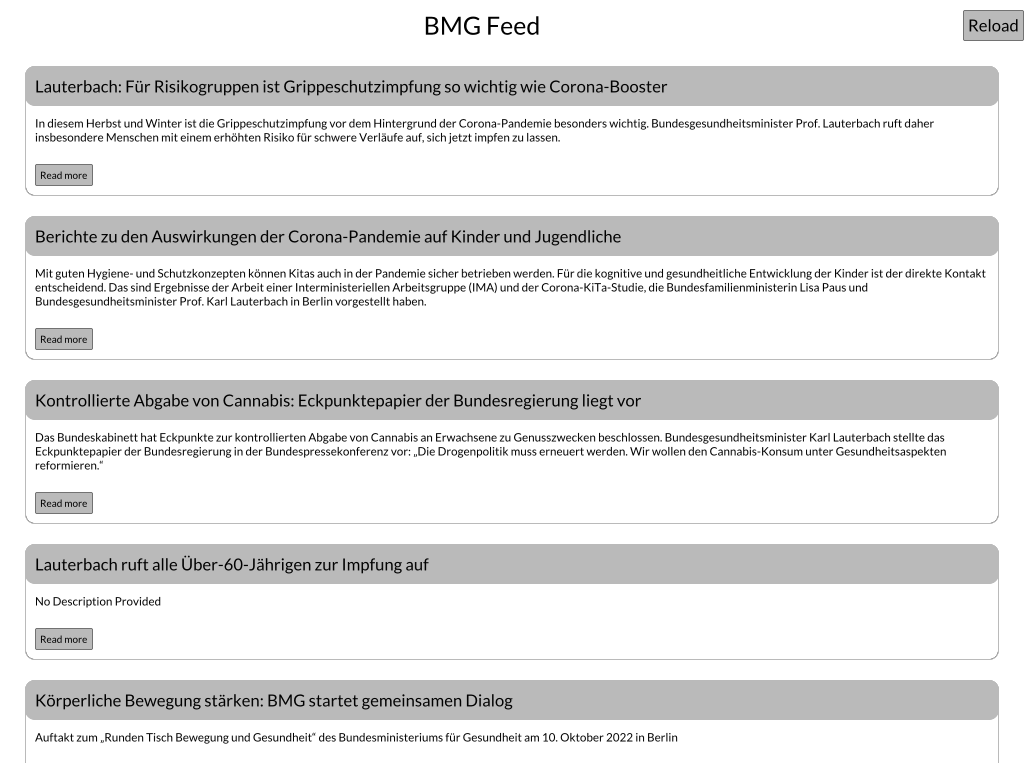 BMG Feed
Reload
Lauterbach: Für Risikogruppen ist Grippeschutzimpfung so wichtig wie Corona-Booster
In diesem Herbst und Winter ist die Grippeschutzimpfung vor dem Hintergrund der Corona-Pandemie besonders wichtig. Bundesgesundheitsminister Prof. Lauterbach ruft daher
insbesondere Menschen mit einem erhöhten Risiko für schwere Verläufe auf, sich jetzt impfen zu lassen.
Read more
Berichte zu den Auswirkungen der Corona-Pandemie auf Kinder und Jugendliche
Mit guten Hygiene- und Schutzkonzepten können Kitas auch in der Pandemie sicher betrieben werden. Für die kognitive und gesundheitliche Entwicklung der Kinder ist der direkte Kontakt
entscheidend. Das sind Ergebnisse der Arbeit einer Interministeriellen Arbeitsgruppe (IMA) und der Corona-KiTa-Studie, die Bundesfamilienministerin Lisa Paus und
Bundesgesundheitsminister Prof. Karl Lauterbach in Berlin vorgestellt haben.
Read more
Kontrollierte Abgabe von Cannabis: Eckpunktepapier der Bundesregierung liegt vor
Das Bundeskabinett hat Eckpunkte zur kontrollierten Abgabe von Cannabis an Erwachsene zu Genusszwecken beschlossen. Bundesgesundheitsminister Karl Lauterbach stellte das
Eckpunktepapier der Bundesregierung in der Bundespressekonferenz vor: „Die Drogenpolitik muss erneuert werden. Wir wollen den Cannabis-Konsum unter Gesundheitsaspekten
reformieren.“
Read more
Lauterbach ruft alle Über-60-Jährigen zur Impfung auf
No Description Provided
Read more
Körperliche Bewegung stärken: BMG startet gemeinsamen Dialog
Auftakt zum „Runden Tisch Bewegung und Gesundheit“ des Bundesministeriums für Gesundheit am 10. Oktober 2022 in Berlin